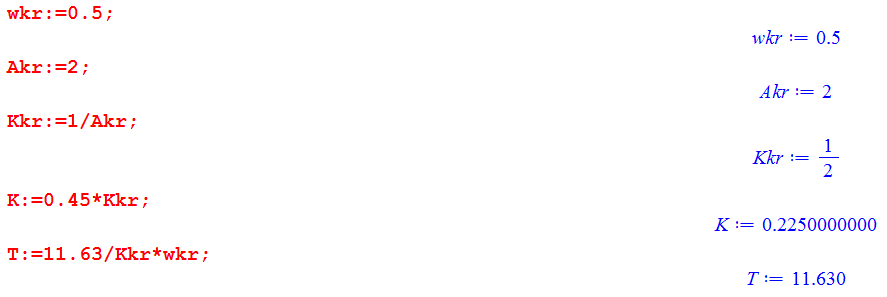 wkr:=0.5;
wkr := 0.5
Akr:=2;
Akr := 2
Kkr:=1/Akr;
Kkr := 1/2
K:=0.45*Kkr;
K := 0.2250000000
T:=11.63/Kkr*wkr;
T := 11.630